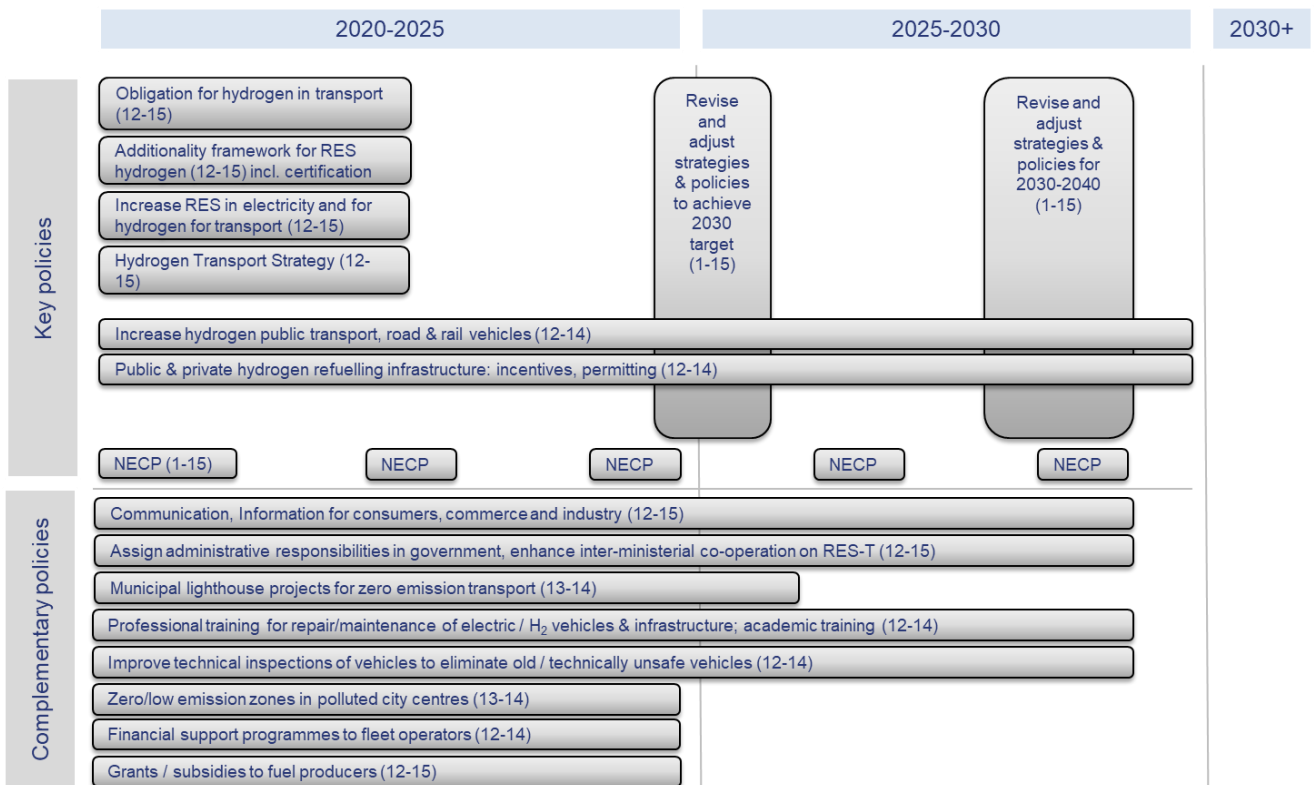 2020-2025
2025-2030
2030+
Key policies
Obligation for hydrogen in transport
(12-15)
Additionality framework for RES
hydrogen (12-15) incl. certification
Increase RES in electricity and for
hydrogen for transport (12-15)
Hydrogen Transport Strategy (12-
15)
Revise
and
adjust
strategies
& policies
to achieve
2030
target
(1-15)
Revise and
adjust
strategies &
policies for
2030-2040
(1-15)
Increase hydrogen public transport, road & rail vehicles (12-14)
Public & private hydrogen refuelling infrastructure: incentives, permitting (12-14)
NECP (1-15)
NECP
NECP
NECP
NECP
Complementary policies
Communication, Information for consumers, commerce and industry (12-15)
Assign administrative responsibilities in government, enhance inter-ministerial co-operation on RES-T (12-15)
Municipal lighthouse projects for zero emission transport (13-14)
Professional training for repair/maintenance of electric / H₂ vehicles & infrastructure; academic training (12-14)
Improve technical inspections of vehicles to eliminate old / technically unsafe vehicles (12-14)
Zero/low emission zones in polluted city centres (13-14)
Financial support programmes to fleet operators (12-14)
Grants / subsidies to fuel producers (12-15)